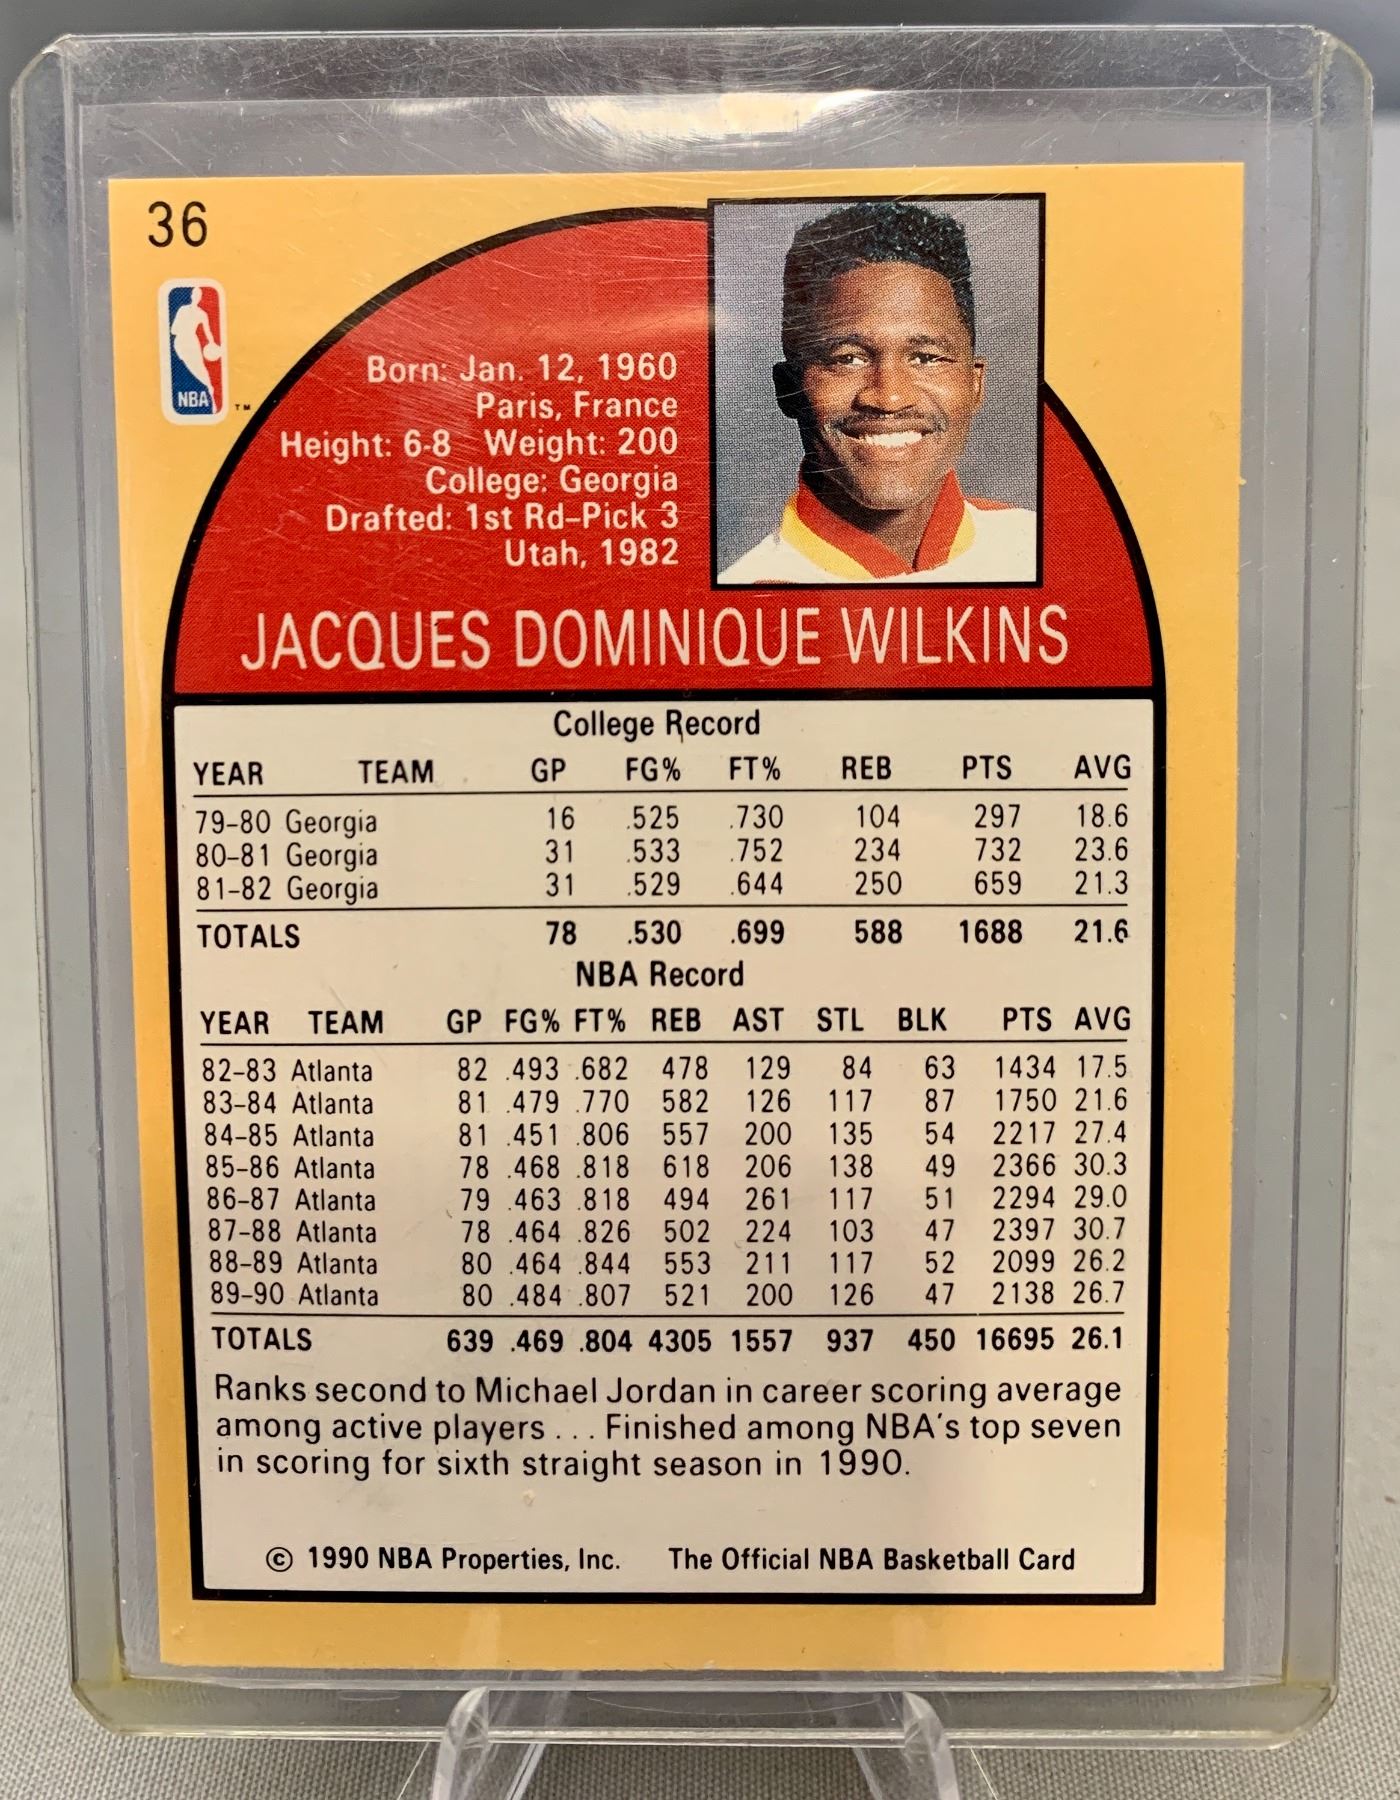 36
NBA
™
Born: Jan. 12, 1960
Paris, France
Height: 6-8 Weight: 200
College: Georgia
Drafted: 1st Rd–Pick 3
Utah, 1982
JACQUES DOMINIQUE WILKINS
College Record
YEAR TEAM GP FG% FT% REB PTS AVG
79–80 Georgia 16 .525 .730 104 297 18.6
80–81 Georgia 31 .533 .752 234 732 23.6
81–82 Georgia 31 .529 .644 250 659 21.3
TOTALS 78 .530 .699 588 1688 21.6
NBA Record
YEAR TEAM GP FG% FT% REB AST STL BLK PTS AVG
82–83 Atlanta 82 .493 .682 478 129 84 63 1434 17.5
83–84 Atlanta 81 .479 .770 582 126 117 87 1750 21.6
84–85 Atlanta 81 .451 .806 557 200 135 54 2217 27.4
85–86 Atlanta 78 .468 .818 618 206 138 49 2366 30.3
86–87 Atlanta 79 .463 .818 494 261 117 51 2294 29.0
87–88 Atlanta 78 .464 .826 502 224 103 47 2397 30.7
88–89 Atlanta 80 .464 .844 553 211 117 52 2099 26.2
89–90 Atlanta 80 .484 .807 521 200 126 47 2138 26.7
TOTALS 639 .469 .804 4305 1557 937 450 16695 26.1
Ranks second to Michael Jordan in career scoring average
among active players . . . Finished among NBA's top seven
in scoring for sixth straight season in 1990.
© 1990 NBA Properties, Inc. The Official NBA Basketball Card